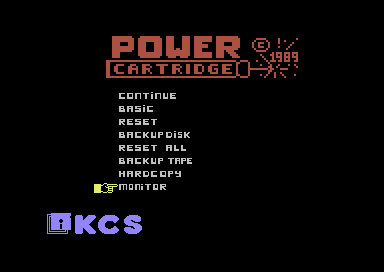 POWER
CARTRIDGE
© 1989
CONTINUE
BASIC
RESET
BACKUP DISK
RESET ALL
BACKUP TAPE
HARDCOPY
MONITOR
KCS